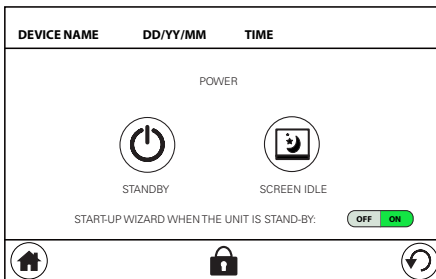 DEVICE NAME DD/YY/MM TIME
POWER
STANDBY SCREEN IDLE
START-UP WIZARD WHEN THE UNIT IS STAND-BY: OFF ON